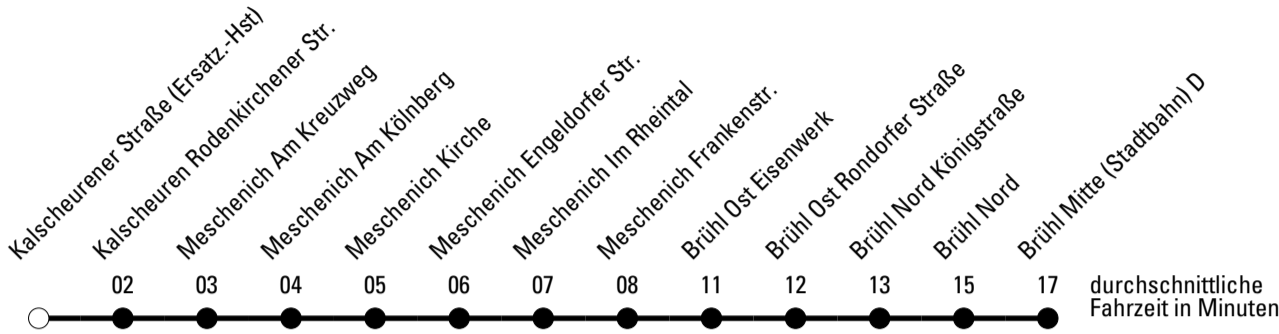 Kalscheurener Straße (Ersatz.-Hst)
Kalscheuren Rodenkirchener Str.
Meschenich Am Kreuzweg
Meschenich Am Kölnberg
Meschenich Kirche
Meschenich Engeldorfer Str.
Meschenich Im Rheintal
Meschenich Frankenstr.
Brühl Ost Eisenwerk
Brühl Ost Rondorfer Straße
Brühl Nord Königstraße
Brühl Nord
Brühl Mitte (Stadtbahn) D
02 03 04 05 06 07 08 11 12 13 15 17 durchschnittliche
Fahrzeit in Minuten